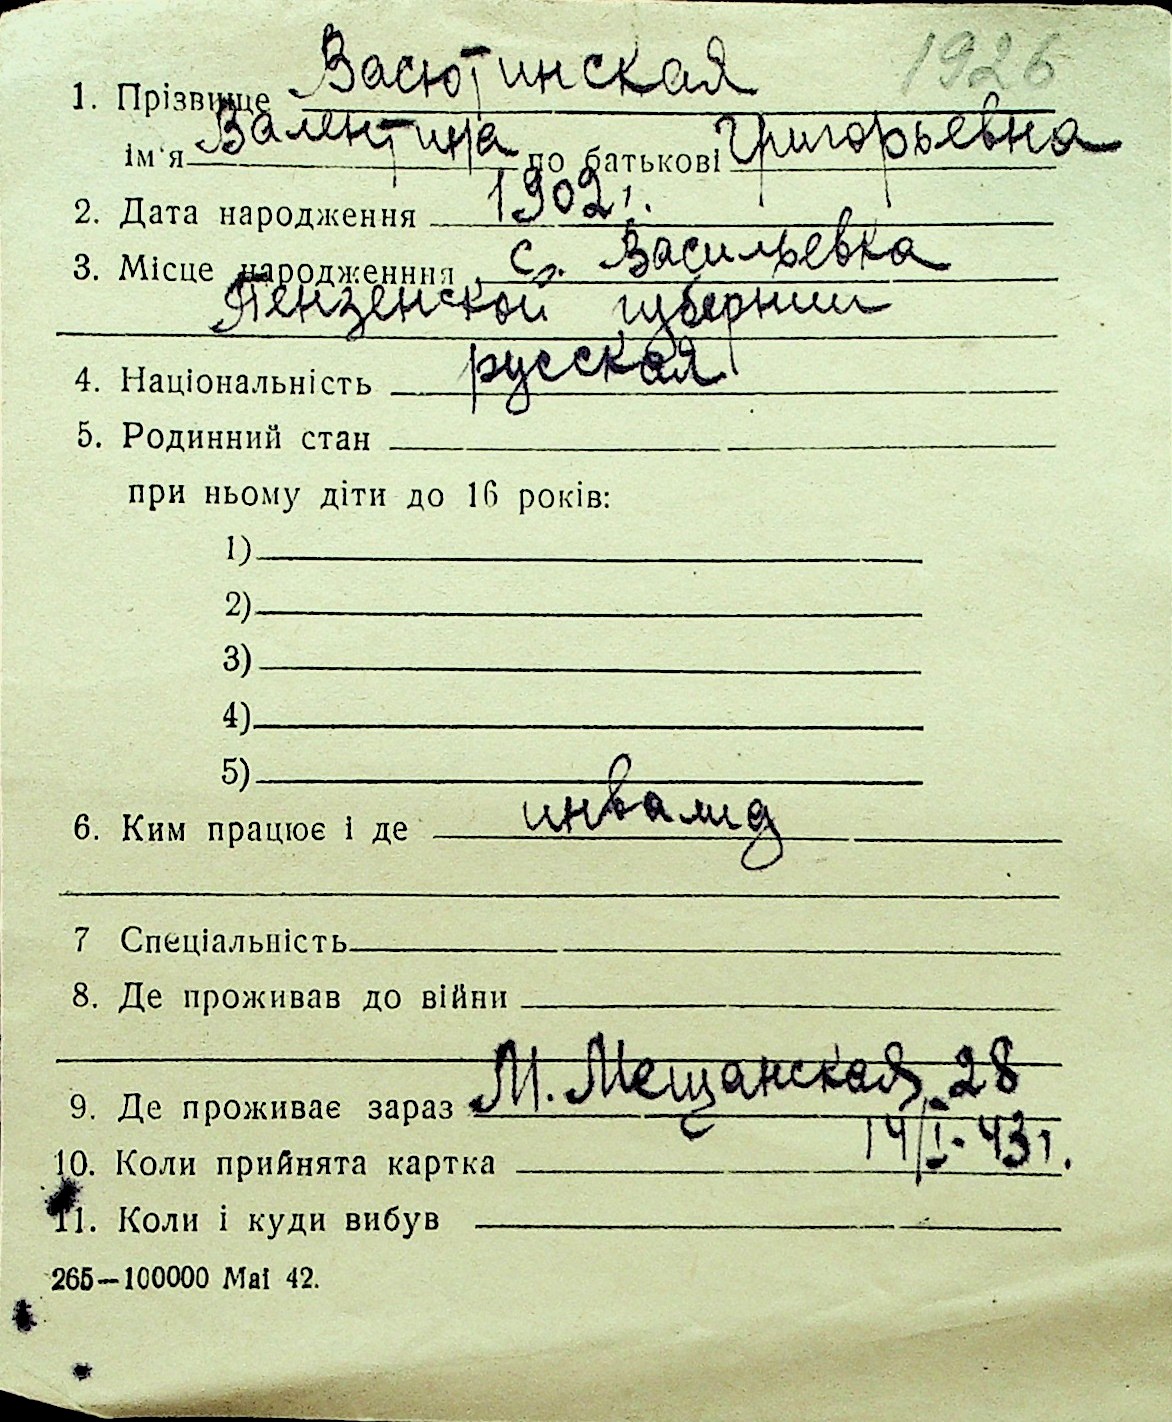 1926
1. Прізвище Васютинская
ім'я Валентина по батькові Григорьевна
2. Дата народження 1902 г.
3. Місце народженння с. Васильевка
Пензенской губернии
4. Національність русская
5. Родинний стан
при ньому діти до 16 років:
1)
2)
3)
4)
5)
6. Ким працює і де инвалид
7 Спеціальність
8. Де проживав до війни
9. Де проживає зараз М. Мещанская 28
10. Коли прийнята картка 14/I-43 г.
11. Коли і куди вибув
265—100000 Mai 42.